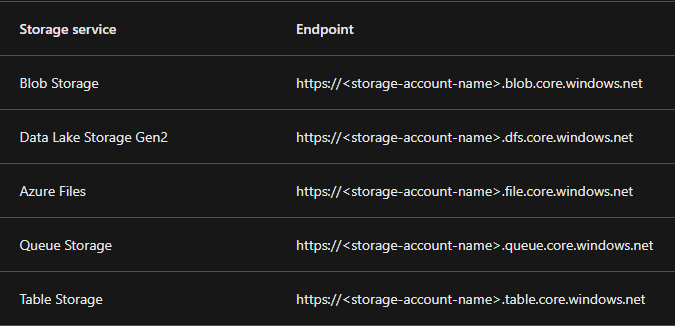 Storage service Endpoint
Blob Storage https://<storage-account-name>.blob.core.windows.net
Data Lake Storage Gen2 https://<storage-account-name>.dfs.core.windows.net
Azure Files https://<storage-account-name>.file.core.windows.net
Queue Storage https://<storage-account-name>.queue.core.windows.net
Table Storage https://<storage-account-name>.table.core.windows.net